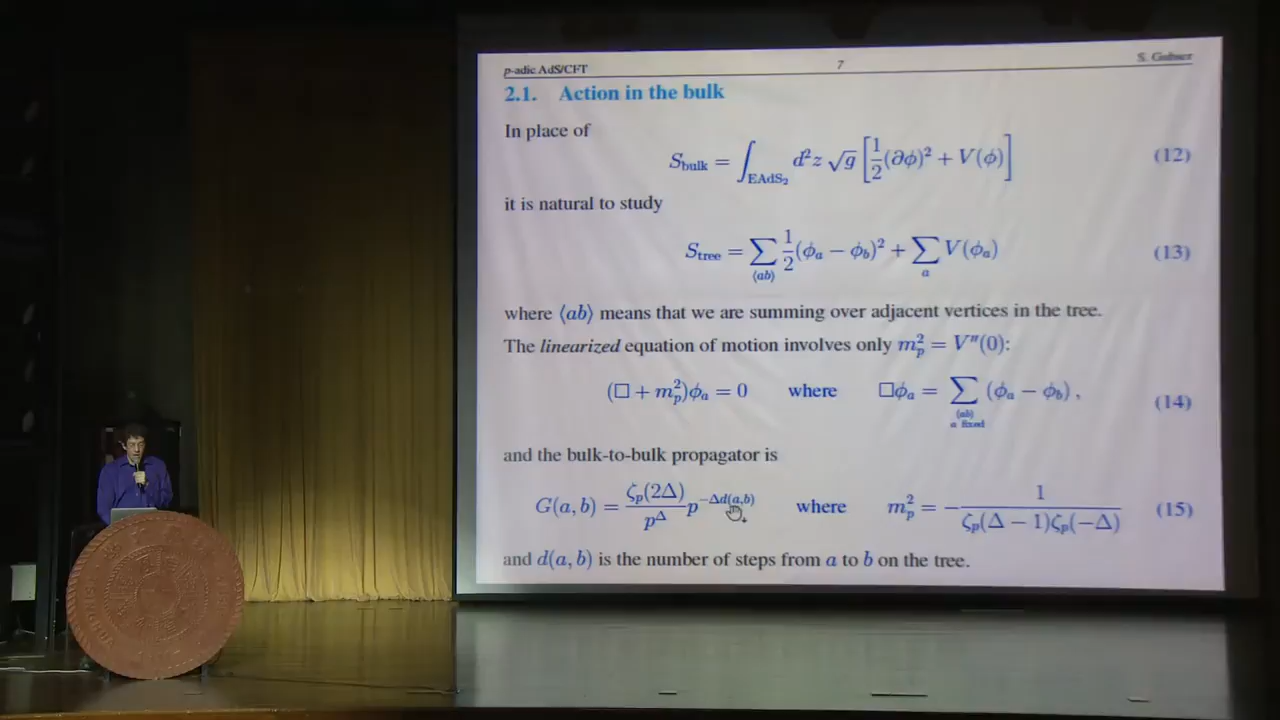 p-adic AdS/CFT 7 S. Gubser
2.1. Action in the bulk
In place of
S_bulk = ∫_EAdS₂ d²z √g [ 1/2 (∂ϕ)² + V(ϕ) ] (12)
it is natural to study
S_tree = ∑_⟨ab⟩ 1/2 (ϕ_a − ϕ_b)² + ∑_a V(ϕ_a) (13)
where ⟨ab⟩ means that we are summing over adjacent vertices in the tree.
The linearized equation of motion involves only m_p² = V″(0):
(□ + m_p²)ϕ_a = 0 where □ϕ_a = ∑_{⟨ab⟩ a fixed} (ϕ_a − ϕ_b) , (14)
and the bulk-to-bulk propagator is
G(a, b) = ζ_p(2Δ)/p^Δ p^{−Δd(a,b)} where m_p² = − 1/(ζ_p(Δ − 1)ζ_p(−Δ)) (15)
and d(a, b) is the number of steps from a to b on the tree.